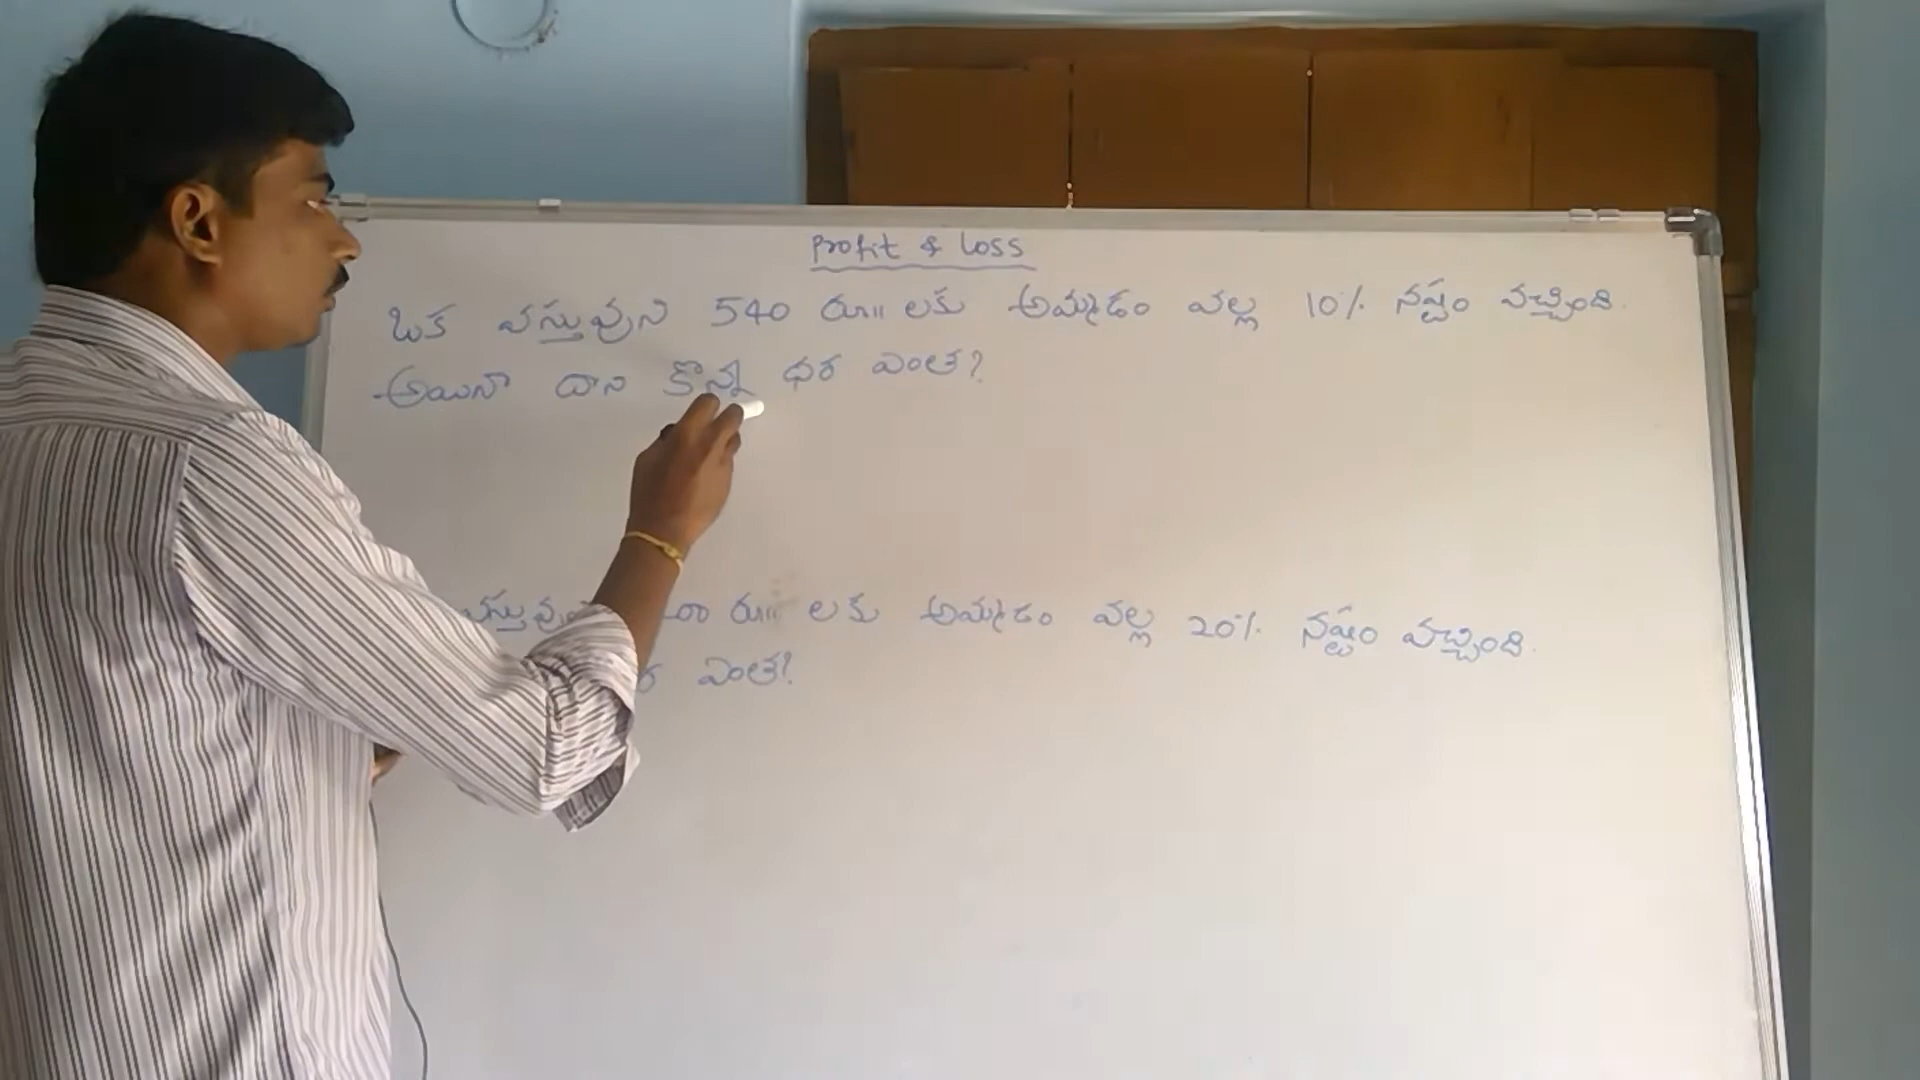 Profit & Loss
ఒక వస్తువుని 540 రూ॥ లకు అమ్మడం వల్ల 10% నష్టం వచ్చింది.
అయినా దాని కొన్న ధర ఎంత?
వస్తువు రూ॥ లకు అమ్మడం వల్ల 20% నష్టం వచ్చింది.
ఎంత?